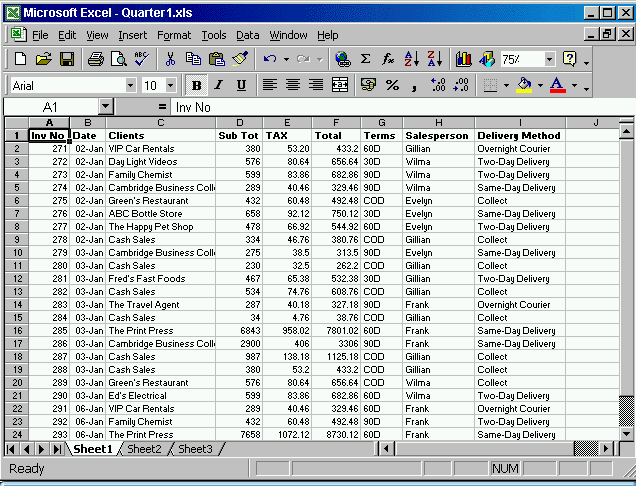 Microsoft Excel - Quarter1.xls
File Edit View Insert Format Tools Data Window Help
ABC Σ fx A Z Z A 75% ?
Arial 10 B I U , % +.0 .00 .00 +.0 A
A1 = Inv No
A B C D E F G H I J
1 Inv No Date Clients Sub Tot TAX Total Terms Salesperson Delivery Method
2 271 02-Jan VIP Car Rentals 380 53.20 433.2 60D Gillian Overnight Courier
3 272 02-Jan Day Light Videos 576 80.64 656.64 30D Wilma Two-Day Delivery
4 273 02-Jan Family Chemist 599 83.86 682.86 90D Wilma Two-Day Delivery
5 274 02-Jan Cambridge Business Coll 289 40.46 329.46 90D Wilma Same-Day Delivery
6 275 02-Jan Green's Restaurant 432 60.48 492.48 COD Evelyn Collect
7 276 02-Jan ABC Bottle Store 658 92.12 750.12 30D Evelyn Two-Day Delivery
8 277 02-Jan The Happy Pet Shop 478 66.92 544.92 60D Evelyn Two-Day Delivery
9 278 02-Jan Cash Sales 334 46.76 380.76 COD Gillian Collect
10 279 03-Jan Cambridge Business Coll 275 38.5 313.5 90D Evelyn Same-Day Delivery
11 280 03-Jan Cash Sales 230 32.5 262.2 COD Gillian Collect
12 281 03-Jan Fred's Fast Foods 467 65.38 532.38 30D Gillian Two-Day Delivery
13 282 03-Jan Cash Sales 534 74.76 608.76 COD Gillian Collect
14 283 03-Jan The Travel Agent 287 40.18 327.18 90D Frank Overnight Courier
15 284 03-Jan Cash Sales 34 4.76 38.76 COD Gillian Collect
16 285 03-Jan The Print Press 6843 958.02 7801.02 60D Frank Same-Day Delivery
17 286 03-Jan Cambridge Business Coll 2900 406 3306 90D Frank Same-Day Delivery
18 287 03-Jan Cash Sales 987 138.18 1125.18 COD Gillian Collect
19 288 03-Jan Cash Sales 380 53.2 433.2 COD Gillian Collect
20 289 03-Jan Green's Restaurant 576 80.64 656.64 COD Wilma Collect
21 290 03-Jan Ed's Electrical 599 83.86 682.86 60D Wilma Two-Day Delivery
22 291 06-Jan VIP Car Rentals 289 40.46 329.46 60D Frank Overnight Courier
23 292 06-Jan Family Chemist 432 60.48 492.48 90D Frank Two-Day Delivery
24 293 06-Jan The Print Press 7658 1072.12 8730.12 60D Frank Same-Day Delivery
Sheet1 Sheet2 Sheet3
Ready NUM